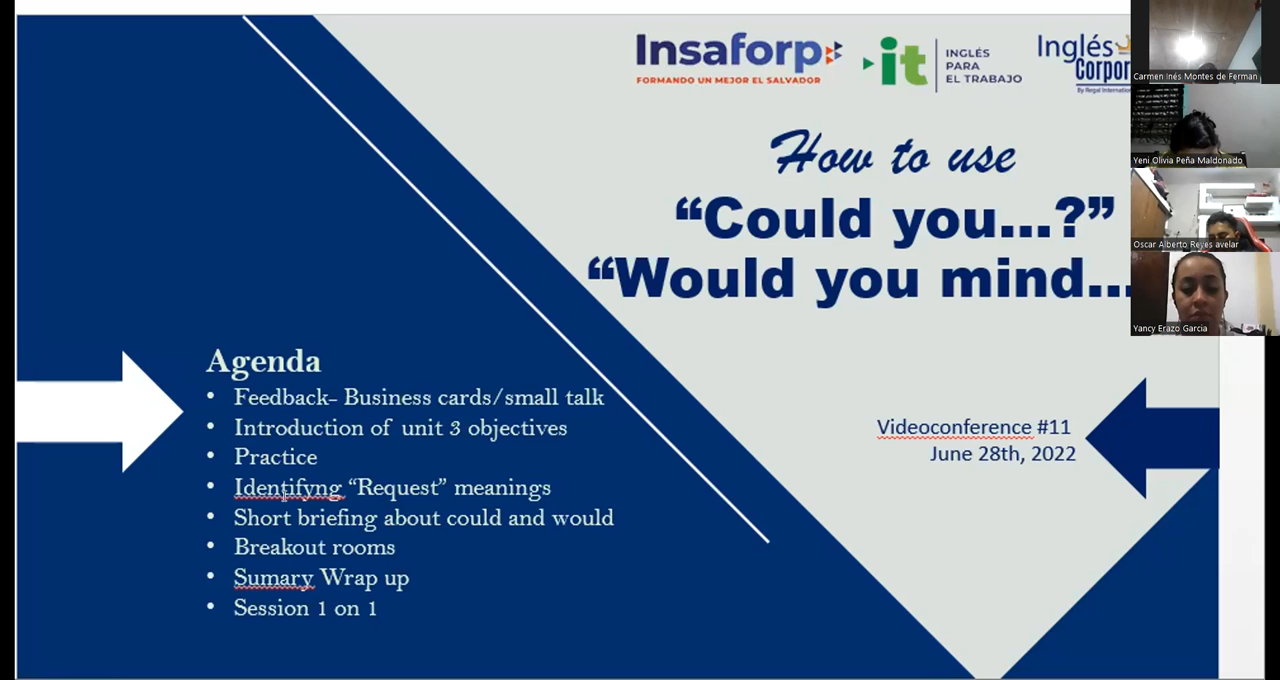 Insaforp
FORMANDO UN MEJOR EL SALVADOR
it
INGLÉS
PARA
EL TRABAJO
Inglés
Corpor
By Regal Internation
How to use
“Could you...?”
“Would you mind...
Agenda
• Feedback- Business cards/small talk
• Introduction of unit 3 objectives
• Practice
• Identifyng “Request” meanings
• Short briefing about could and would
• Breakout rooms
• Sumary Wrap up
• Session 1 on 1
Videoconference #11
June 28th, 2022
Carmen Inés Montes de Ferman
Yeni Olivia Peña Maldonado
Oscar Alberto Reyes avelar
Yancy Erazo Garcia